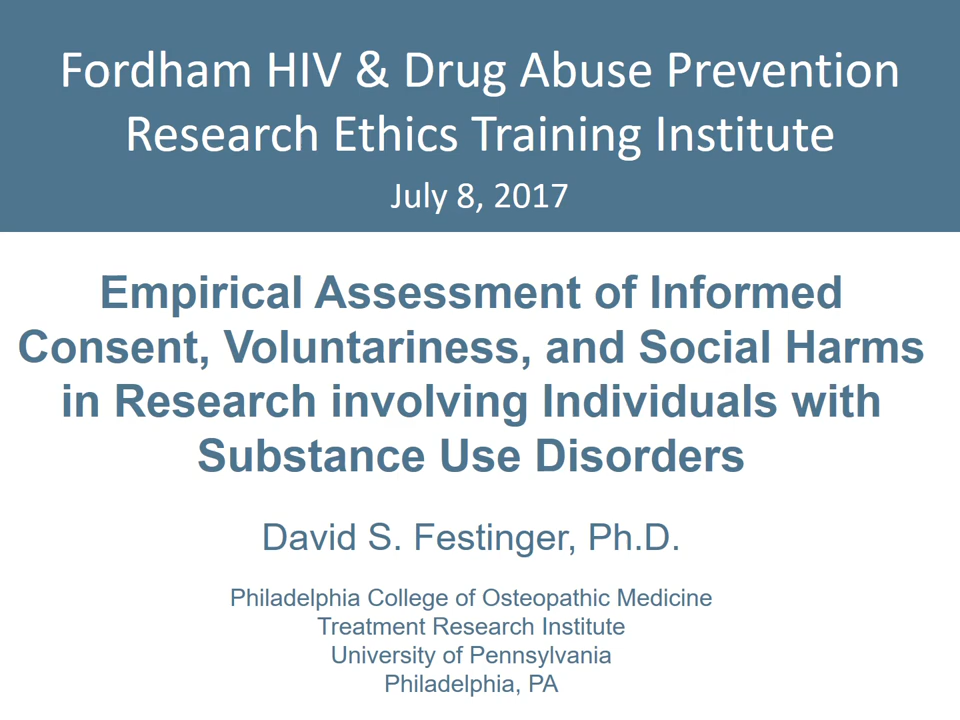 Fordham HIV & Drug Abuse Prevention
Research Ethics Training Institute
July 8, 2017
Empirical Assessment of Informed
Consent, Voluntariness, and Social Harms
in Research involving Individuals with
Substance Use Disorders
David S. Festinger, Ph.D.
Philadelphia College of Osteopathic Medicine
Treatment Research Institute
University of Pennsylvania
Philadelphia, PA